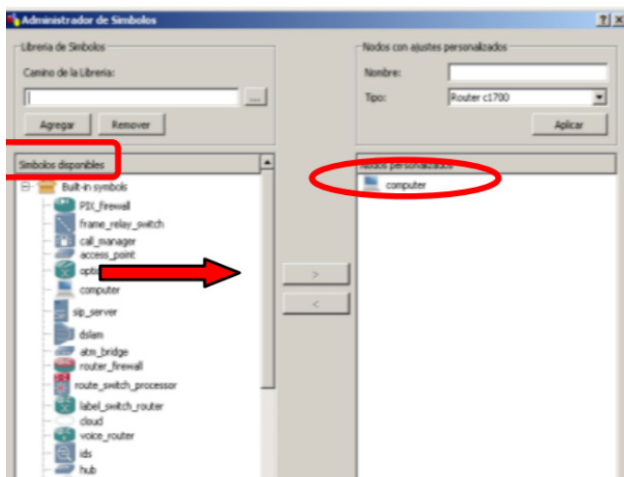 Administrador de Simbolos
Libreria de Simbolos
Camino de la Libreria:
...
Agregar
Remover
Nodos con ajustes personalizados
Nombre:
Tipo:
Router c1700
Aplicar
Simbolos disponibles
Built-in symbols
PIX_firewall
frame_relay_switch
call_manager
access_point
computer
sip_server
dslam
atm_bridge
router_firewall
route_switch_processor
label_switch_router
cloud
voice_router
ids
hub
>
<
Nodos personalizados
computer